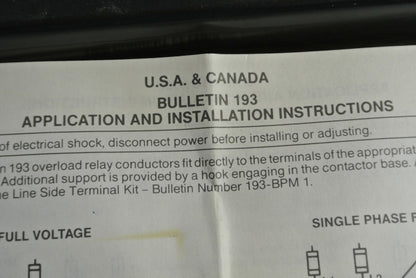 U.S.A. & CANADA
BULLETIN 193
APPLICATION AND INSTALLATION INSTRUCTIONS
of electrical shock, disconnect power before installing or adjusting.
n 193 overload relay conductors fit directly to the terminals of the appropriat
Additional support is provided by a hook engaging in the contactor base.
e Line Side Terminal Kit – Bulletin Number 193-BPM 1.
FULL VOLTAGE
SINGLE PHASE F